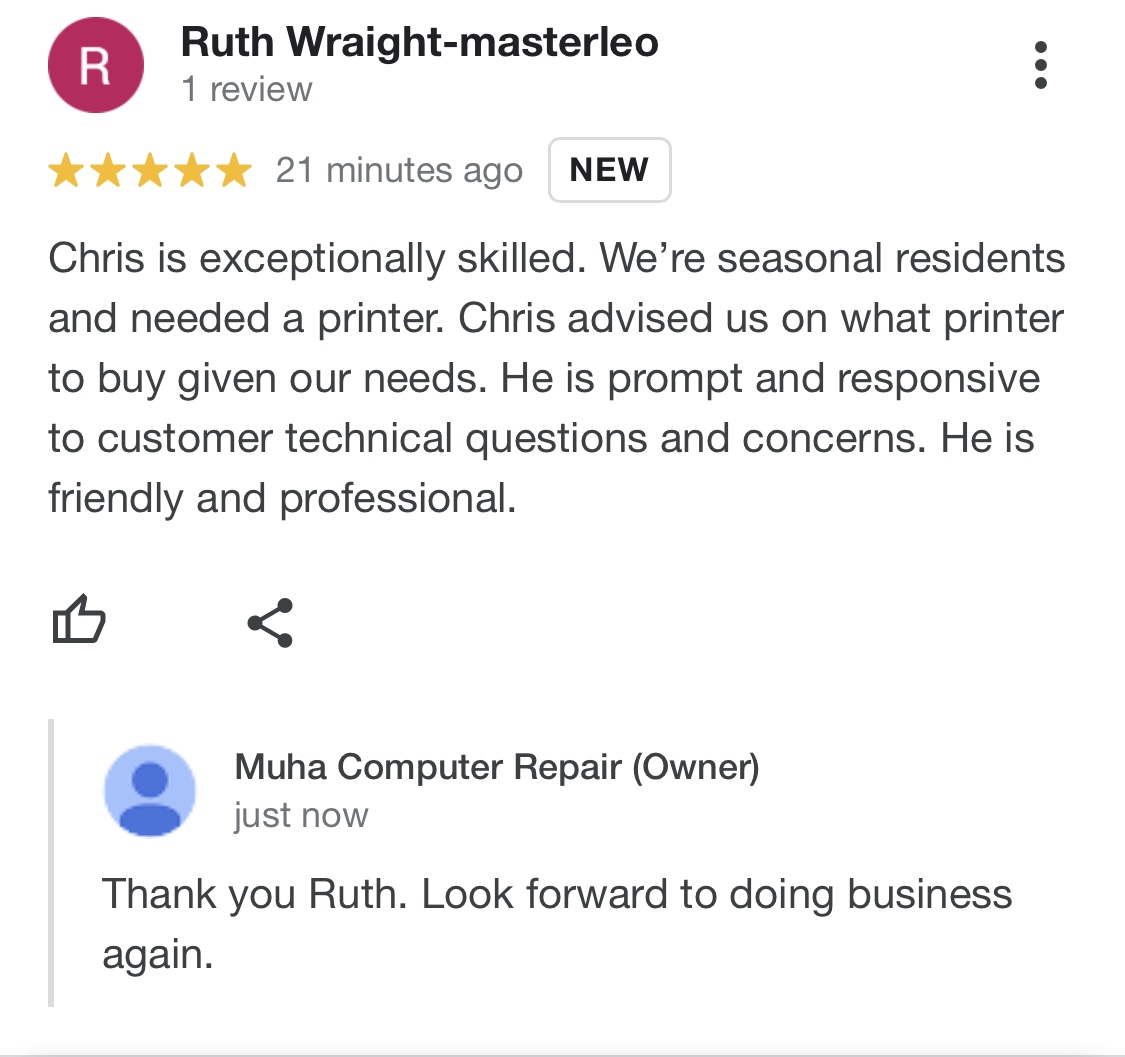 R
Ruth Wraight-masterleo
1 review
21 minutes ago NEW
Chris is exceptionally skilled. We’re seasonal residents
and needed a printer. Chris advised us on what printer
to buy given our needs. He is prompt and responsive
to customer technical questions and concerns. He is
friendly and professional.
Muha Computer Repair (Owner)
just now
Thank you Ruth. Look forward to doing business
again.